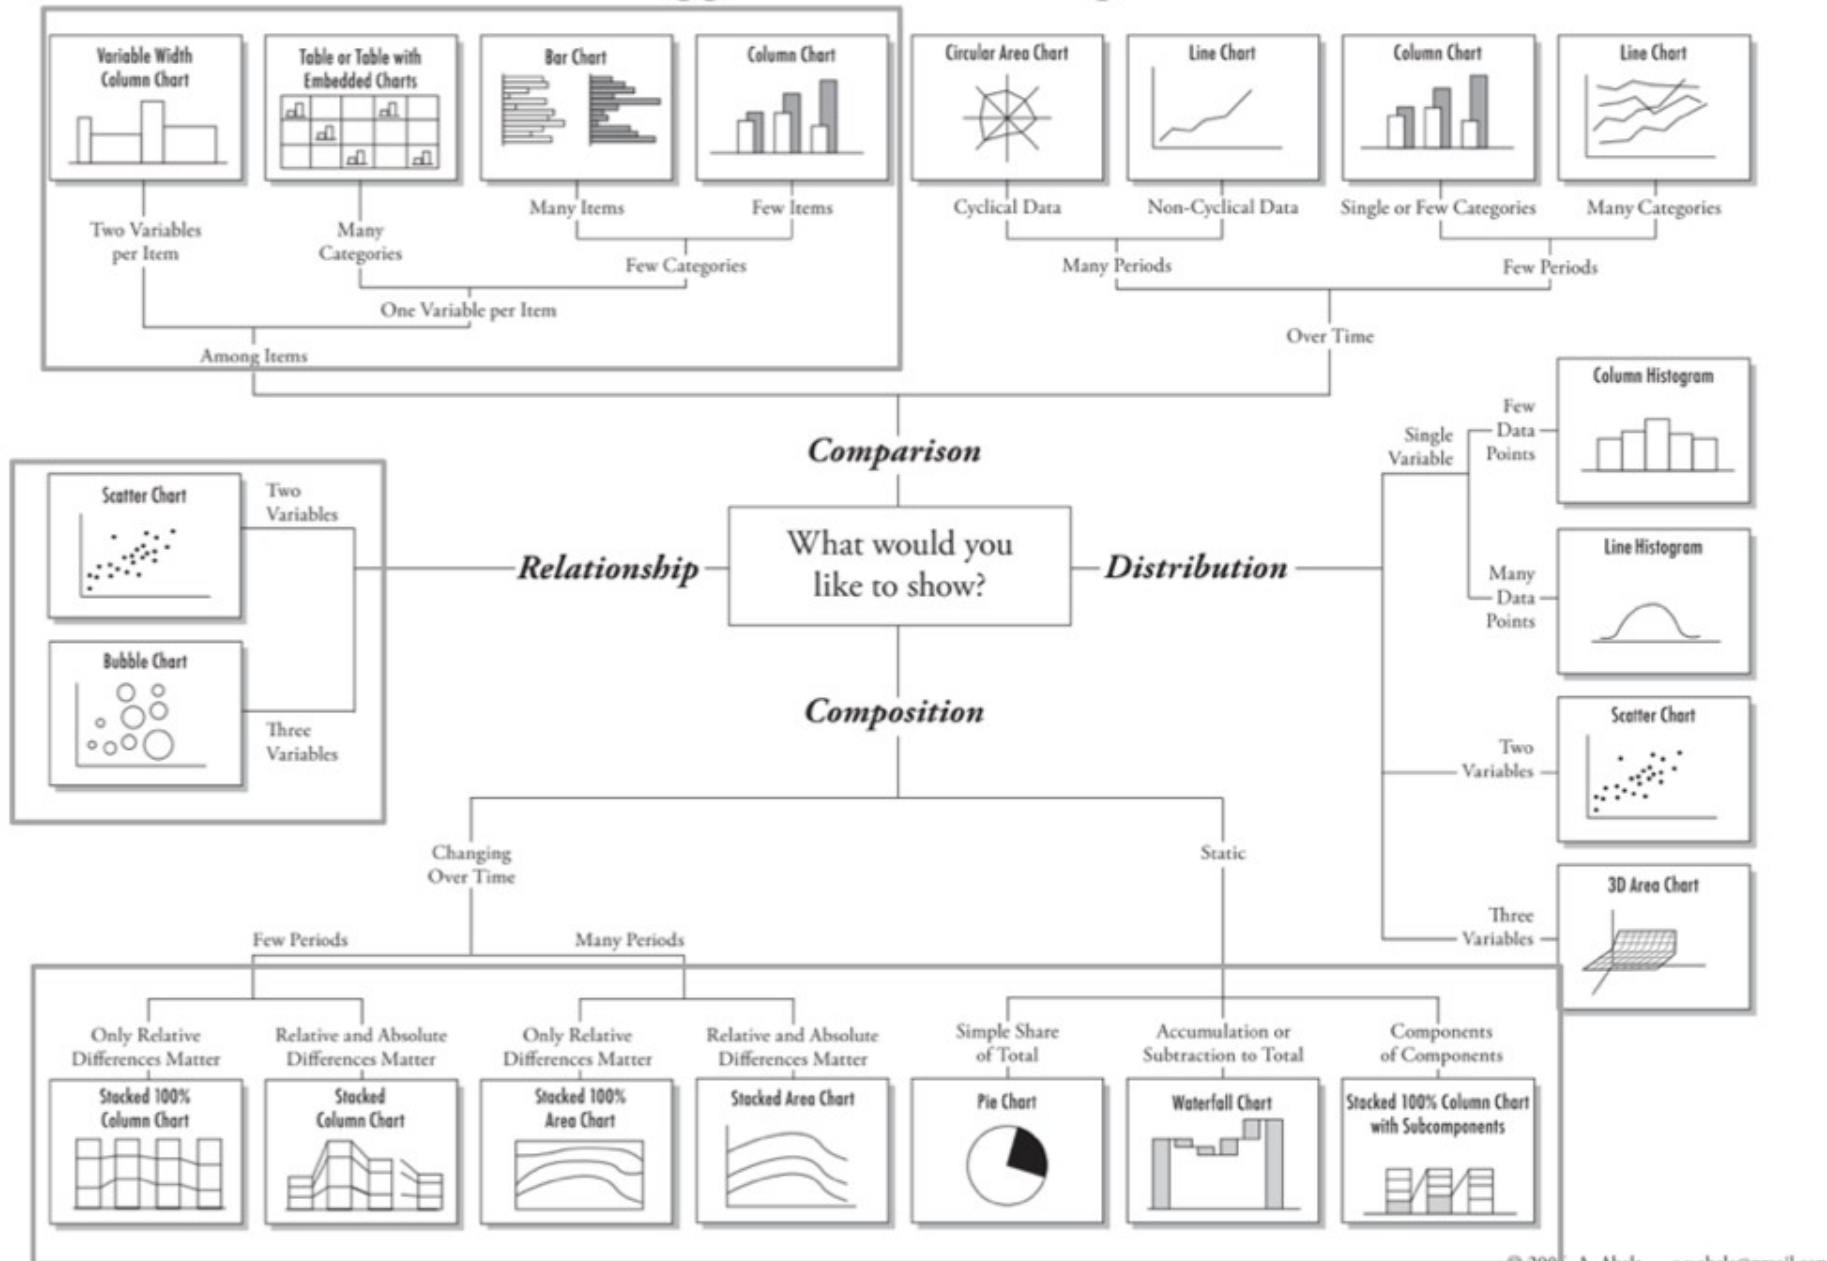 Variable Width
Column Chart
Table or Table with
Embedded Charts
Bar Chart
Column Chart
Circular Area Chart
Line Chart
Column Chart
Line Chart
Two Variables
per Item
Many
Categories
Many Items
Few Items
Cyclical Data
Non-Cyclical Data
Single or Few Categories
Many Categories
Few Categories
Many Periods
Few Periods
One Variable per Item
Over Time
Among Items
Comparison
What would you
like to show?
Relationship
Two
Variables
Scatter Chart
Three
Variables
Bubble Chart
Distribution
Single
Variable
Few
Data
Points
Column Histogram
Many
Data
Points
Line Histogram
Two
Variables
Scatter Chart
Three
Variables
3D Area Chart
Composition
Changing
Over Time
Static
Few Periods
Many Periods
Only Relative
Differences Matter
Relative and Absolute
Differences Matter
Only Relative
Differences Matter
Relative and Absolute
Differences Matter
Simple Share
of Total
Accumulation or
Subtraction to Total
Components
of Components
Stacked 100%
Column Chart
Stacked
Column Chart
Stacked 100%
Area Chart
Stacked Area Chart
Pie Chart
Waterfall Chart
Stacked 100% Column Chart
with Subcomponents